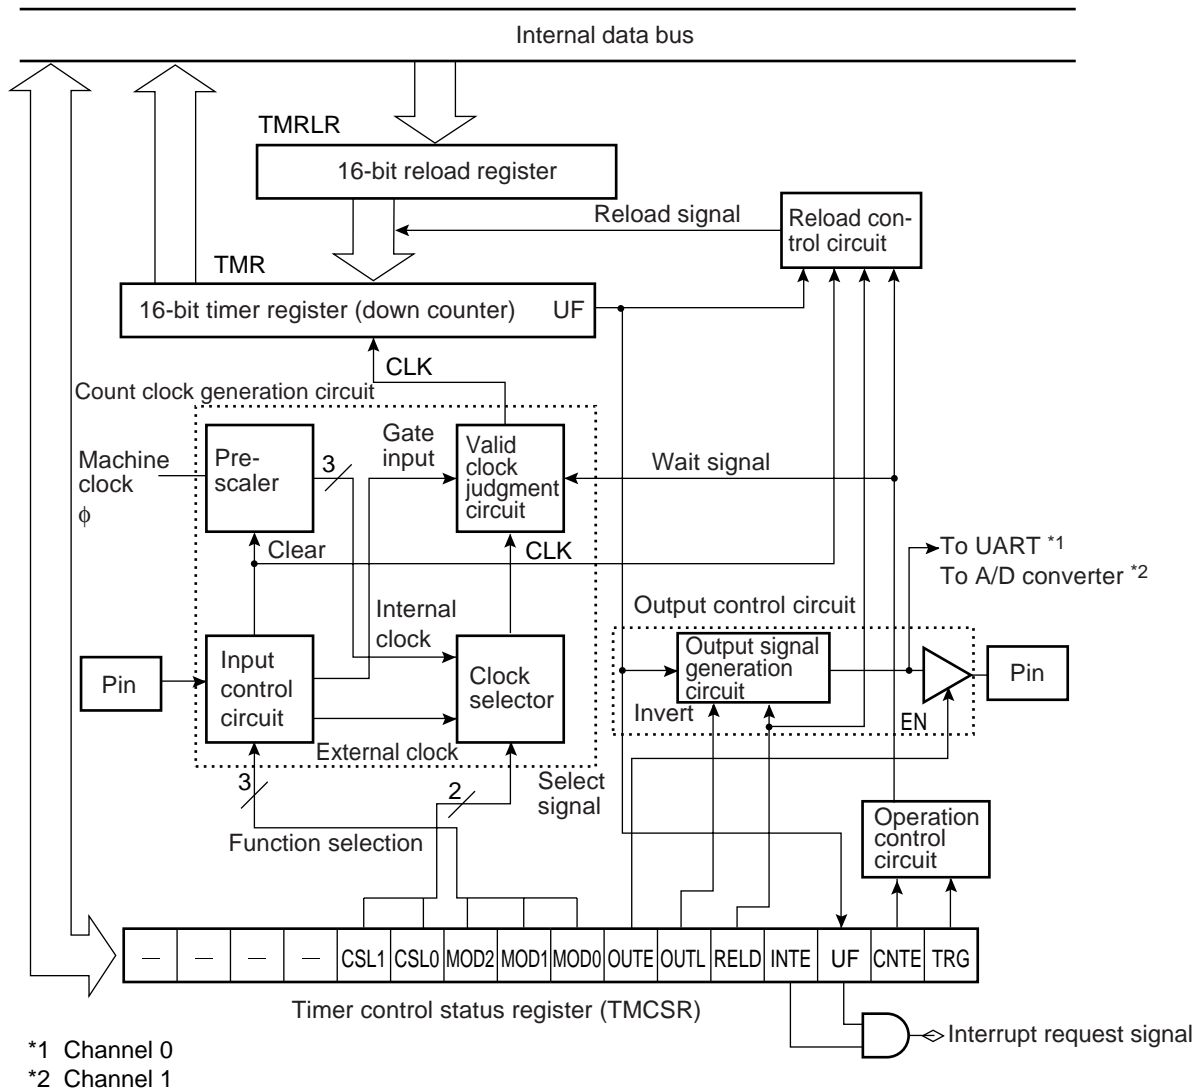 Internal data bus
TMRLR
16-bit reload register
Reload signal
Reload con-
trol circuit
TMR
16-bit timer register (down counter) UF
CLK
Count clock generation circuit
Machine
clock
ϕ
Pre-
scaler
3
Gate
input
Valid
clock
judgment
circuit
Wait signal
Clear
CLK
To UART *1
To A/D converter *2
Output control circuit
Internal
clock
Pin
Input
control
circuit
Clock
selector
Output signal
generation
circuit
Pin
Invert
EN
External clock
3
2
Select
signal
Function selection
Operation
control
circuit
— — — — CSL1 CSL0 MOD2 MOD1 MOD0 OUTE OUTL RELD INTE UF CNTE TRG
Timer control status register (TMCSR)
Interrupt request signal
*1 Channel 0
*2 Channel 1